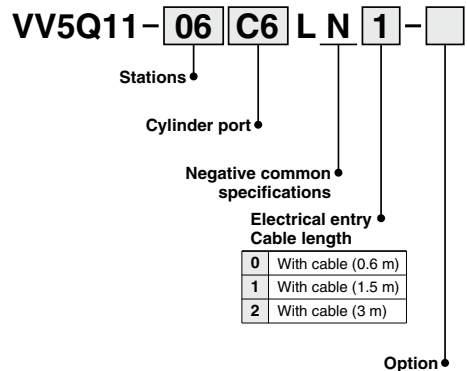 VV5Q11-06 C6 L N 1-
Stations
Cylinder port
Negative common
specifications
Electrical entry
Cable length
0 With cable (0.6 m)
1 With cable (1.5 m)
2 With cable (3 m)
Option